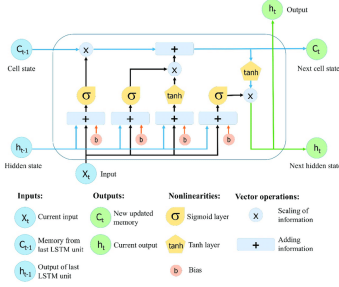 hₜ Output
Cₜ₋₁ x + Cₜ
Cell state Next cell state
tanh
x
σ σ tanh σ x
+ + + +
hₜ₋₁ b b b b hₜ
Hidden state Next hidden state
Xₜ Input
Inputs: Outputs: Nonlinearities: Vector operations:
Xₜ Current input Cₜ New updated memory σ Sigmoid layer x Scaling of information
Cₜ₋₁ Memory from last LSTM unit hₜ Current output tanh Tanh layer + Adding information
hₜ₋₁ Output of last LSTM unit b Bias